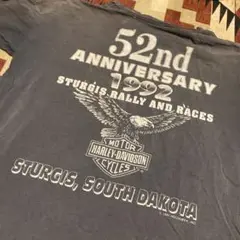 52nd
ANNIVERSARY
1992
STURGIS RALLY AND RACES
MOTOR
HARLEY-DAVIDSON
CYCLES
STURGIS, SOUTH DAKOTA